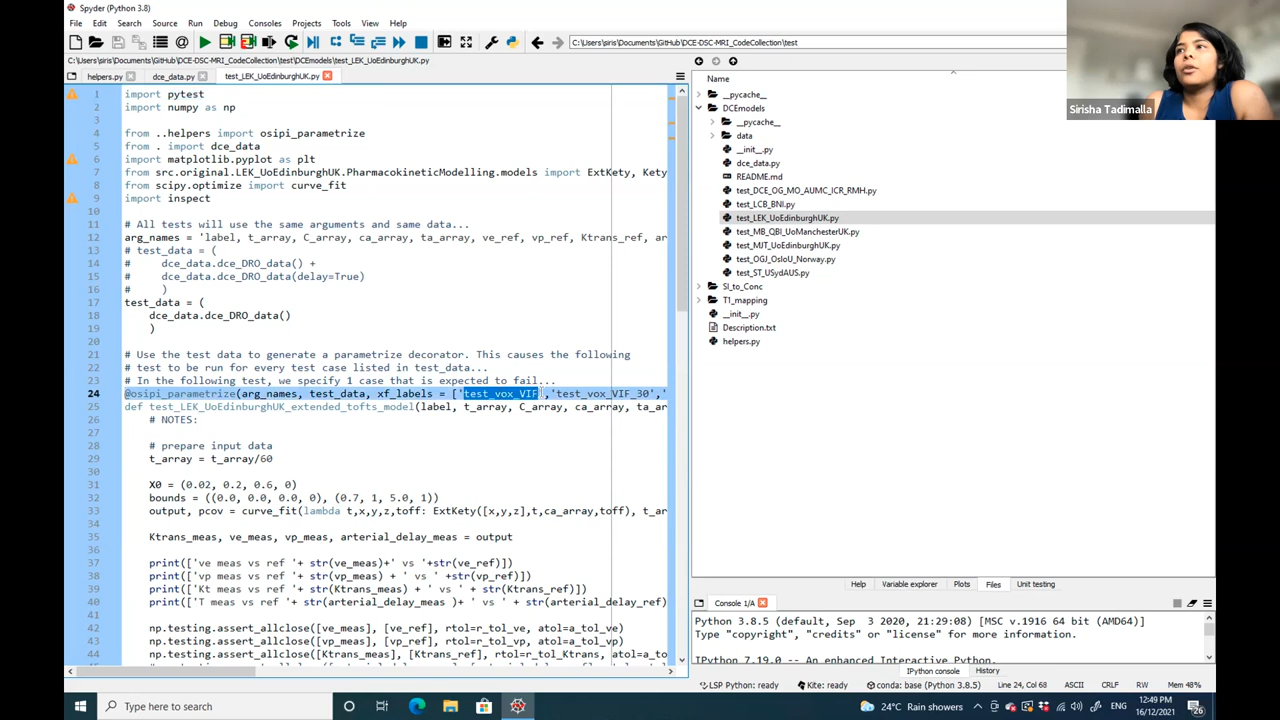 Spyder (Python 3.8)
File Edit Search Source Run Debug Consoles Projects Tools View Help
C:\siris\Documents\GitHub\DCE-DSC-MRI_CodeCollection\test
C:\siris\Documents\GitHub\DCE-DSC-MRI_CodeCollection\test\DCEmodels\test_LEK_UoEdinburghUK.py
helpers.py dce_data.py test_LEK_UoEdinburghUK.py
1 import pytest
2 import numpy as np
3
4 from ..helpers import osipi_parametrize
5 from . import dce_data
6 import matplotlib.pyplot as plt
7 from src.original.LEK_UoEdinburghUK.PharmacokineticModelling.models import ExtKety, Kety
8 from scipy.optimize import curve_fit
9 import inspect
10
11 # All tests will use the same arguments and same data...
12 arg_names = 'label, t_array, C_array, ca_array, ta_array, ve_ref, vp_ref, Ktrans_ref, ar
13 # test_data = (
14 # dce_data.dce_DRO_data() +
15 # dce_data.dce_DRO_data(delay=True)
16 # )
17 test_data = (
18 dce_data.dce_DRO_data()
19 )
20
21 # Use the test data to generate a parametrize decorator. This causes the following
22 # test to be run for every test case listed in test_data...
23 # In the following test, we specify 1 case that is expected to fail...
24 @osipi_parametrize(arg_names, test_data, xf_labels = ['test_vox_VIF','test_vox_VIF_30','
25 def test_LEK_UoEdinburghUK_extended_tofts_model(label, t_array, C_array, ca_array, ta_ar
26 # NOTES:
27
28 # prepare input data
29 t_array = t_array/60
30
31 X0 = (0.02, 0.2, 0.6, 0)
32 bounds = ((0.0, 0.0, 0.0, 0), (0.7, 1, 5.0, 1))
33 output, pcov = curve_fit(lambda t,x,y,z,toff: ExtKety([x,y,z],t,ca_array,toff), t_ar
34
35 Ktrans_meas, ve_meas, vp_meas, arterial_delay_meas = output
36
37 print(['ve meas vs ref '+ str(ve_meas)+' vs '+str(ve_ref)])
38 print(['vp meas vs ref '+ str(vp_meas) + ' vs ' +str(vp_ref)])
39 print(['Kt meas vs ref '+ str(Ktrans_meas) + ' vs ' + str(Ktrans_ref)])
40 print(['T meas vs ref '+ str(arterial_delay_meas )+ ' vs ' + str(arterial_delay_ref)
41
42 np.testing.assert_allclose([ve_meas], [ve_ref], rtol=r_tol_ve, atol=a_tol_ve)
43 np.testing.assert_allclose([vp_meas], [vp_ref], rtol=r_tol_vp, atol=a_tol_vp)
44 np.testing.assert_allclose([Ktrans_meas], [Ktrans_ref], rtol=r_tol_Ktrans, atol=a_to
Name
__pycache__
DCEmodels
__pycache__
data
__init__.py
dce_data.py
README.md
test_DCE_OG_MO_AUMC_ICR_RMH.py
test_LCB_BNI.py
test_LEK_UoEdinburghUK.py
test_MB_QBI_UoManchesterUK.py
test_MJT_UoEdinburghUK.py
test_OGJ_OsloU_Norway.py
test_ST_USydAUS.py
SI_to_Conc
T1_mapping
__init__.py
Description.txt
helpers.py
Help Variable explorer Plots Files Unit testing
Console 1/A
Python 3.8.5 (default, Sep 3 2020, 21:29:08) [MSC v.1916 64 bit (AMD64)]
Type "copyright", "credits" or "license" for more information.
IPython 7.19.0 -- An enhanced Interactive Python.
IPython console History
LSP Python: ready Kite: ready conda: base (Python 3.8.5) Line 24, Col 68 ASCII CRLF RW Mem 48%
Type here to search
24°C Rain showers
ENG
12:49 PM
16/12/2021
26
Sirisha Tadimalla